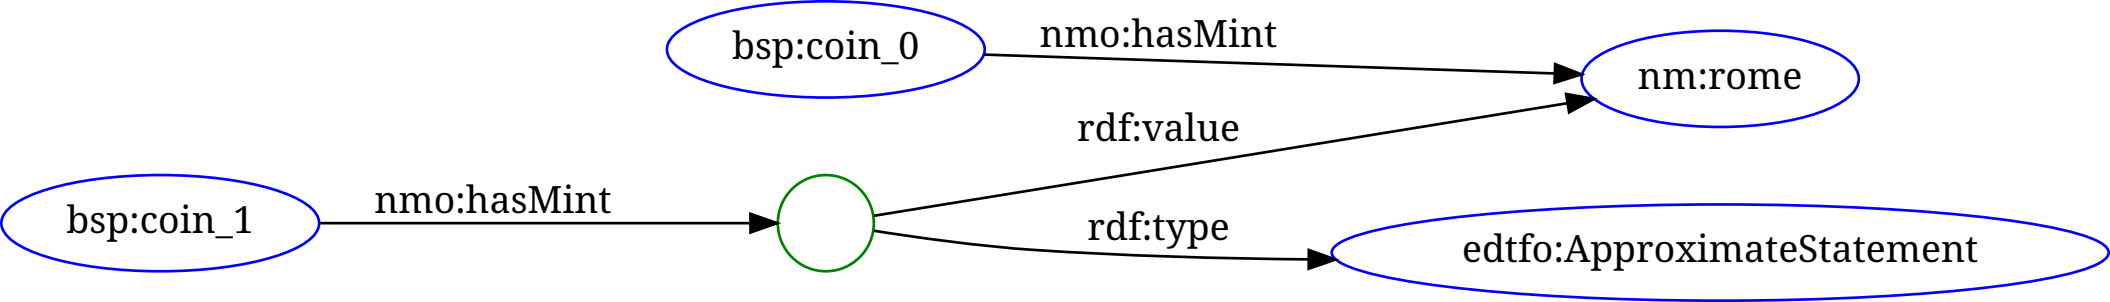 bsp:coin_0
nmo:hasMint
nm:rome
rdf:value
bsp:coin_1
nmo:hasMint
rdf:type
edtfo:ApproximateStatement